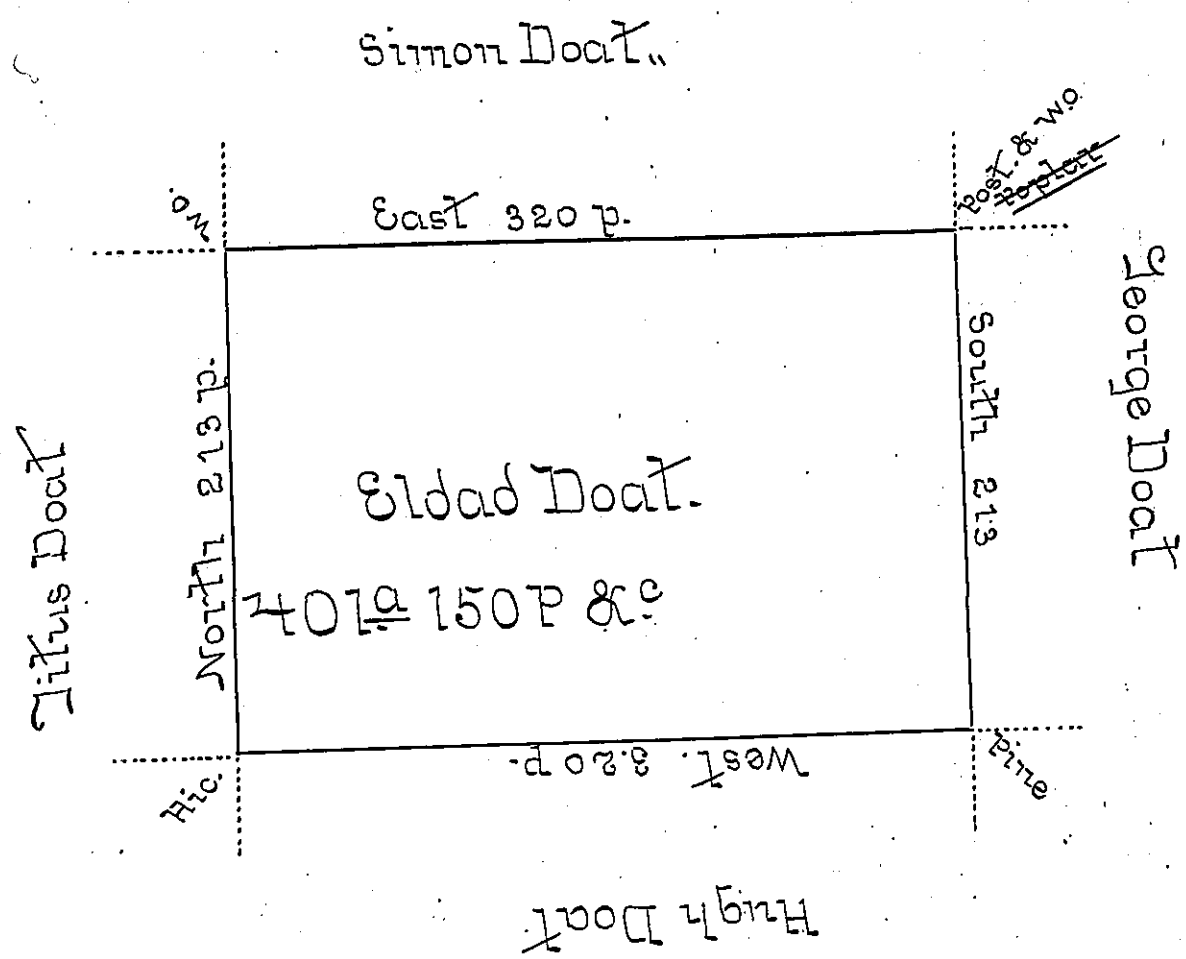 Simon Doat.,,
W.O.
East 320 p.
Post. & W.O.
Poplar
George Doat
South 213
North 213 p.
Titus Doat
Eldad Doat.
401a 150P &c
Hic.
West. 320 p.
Pine
Hugh Doat